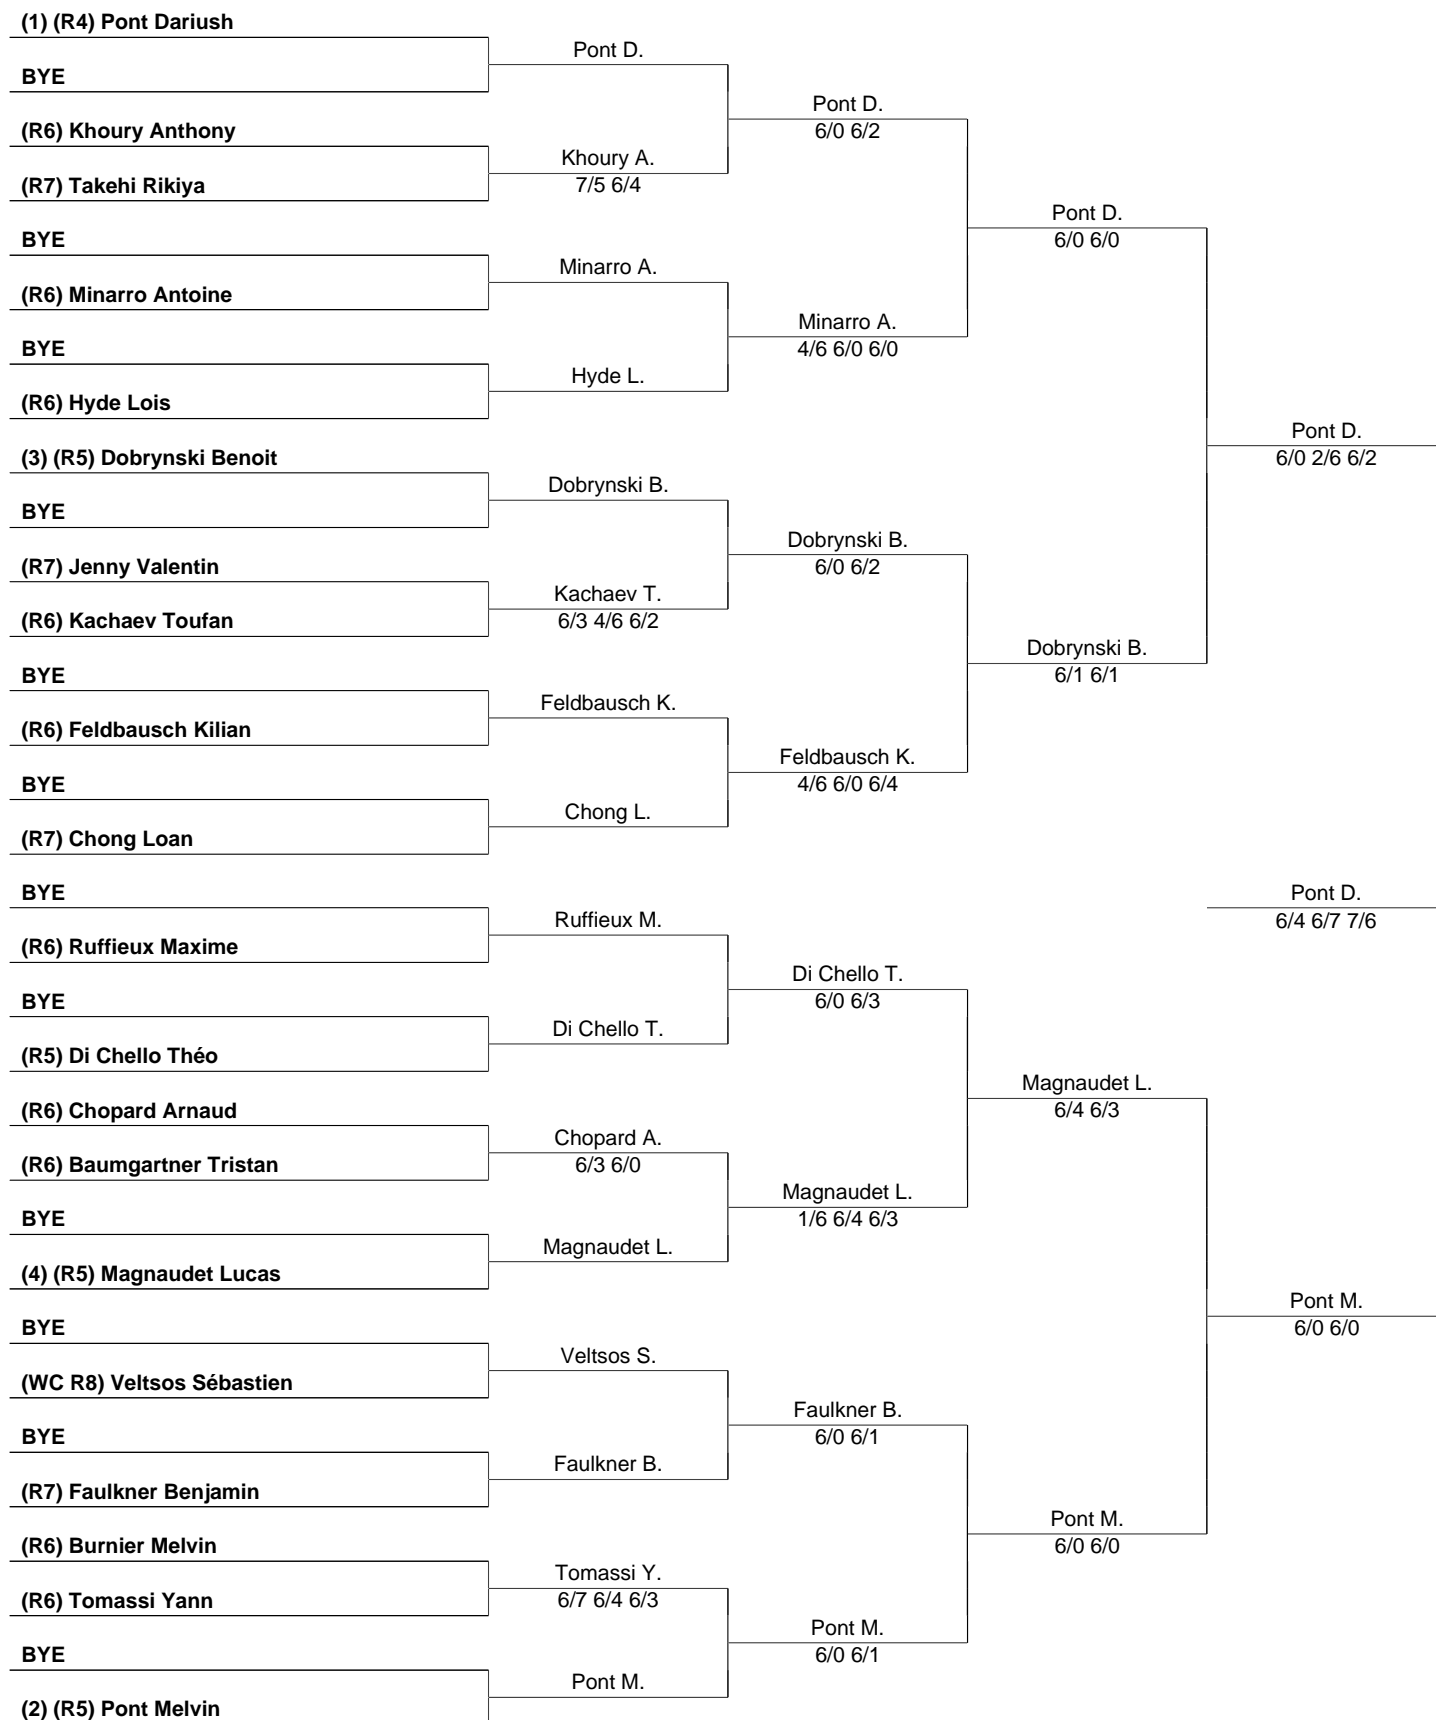 (1) (R4) Pont Dariush
BYE
(R6) Khoury Anthony
(R7) Takehi Rikiya
BYE
(R6) Minarro Antoine
BYE
(R6) Hyde Lois
(3) (R5) Dobrynski Benoit
BYE
(R7) Jenny Valentin
(R6) Kachaev Toufan
BYE
(R6) Feldbausch Kilian
BYE
(R7) Chong Loan
BYE
(R6) Ruffieux Maxime
BYE
(R5) Di Chello Théo
(R6) Chopard Arnaud
(R6) Baumgartner Tristan
BYE
(4) (R5) Magnaudet Lucas
BYE
(WC R8) Veltsos Sébastien
BYE
(R7) Faulkner Benjamin
(R6) Burnier Melvin
(R6) Tomassi Yann
BYE
(2) (R5) Pont Melvin
Pont D.
Khoury A.
7/5 6/4
Minarro A.
Hyde L.
Dobrynski B.
Kachaev T.
6/3 4/6 6/2
Feldbausch K.
Chong L.
Ruffieux M.
Di Chello T.
Chopard A.
6/3 6/0
Magnaudet L.
Veltsos S.
Faulkner B.
Tomassi Y.
6/7 6/4 6/3
Pont M.
Pont D.
6/0 6/2
Minarro A.
4/6 6/0 6/0
Dobrynski B.
6/0 6/2
Feldbausch K.
4/6 6/0 6/4
Di Chello T.
6/0 6/3
Magnaudet L.
1/6 6/4 6/3
Faulkner B.
6/0 6/1
Pont M.
6/0 6/1
Pont D.
6/0 6/0
Dobrynski B.
6/1 6/1
Magnaudet L.
6/4 6/3
Pont M.
6/0 6/0
Pont D.
6/0 2/6 6/2
Pont D.
6/4 6/7 7/6
Pont M.
6/0 6/0